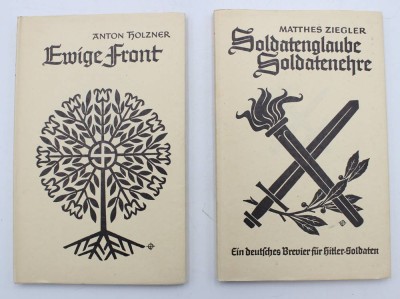 ANTON HOLZNER
Ewige Front
MATTHES ZIEGLER
Soldatenglaube
Soldatenehre
Ein deutsches Brevier für Hitler-Soldaten